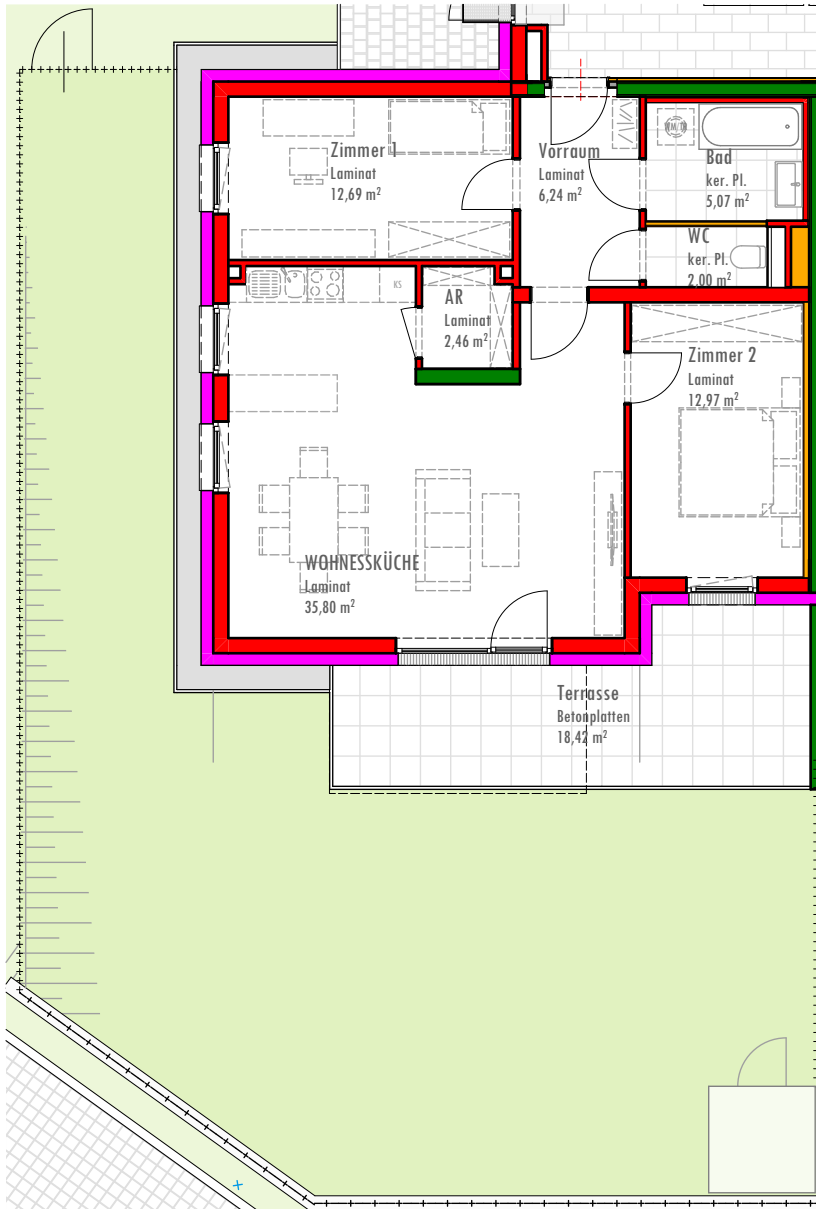 Zimmer 1
Laminat
12,69 m²
Vorraum
Laminat
6,24 m²
WM/TR
Bad
ker. Pl.
5,07 m²
WC
ker. Pl.
2,00 m²
KS
AR
Laminat
2,46 m²
Zimmer 2
Laminat
12,97 m²
WOHNESSKÜCHE
Laminat
35,80 m²
Terrasse
Betonplatten
18,42 m²